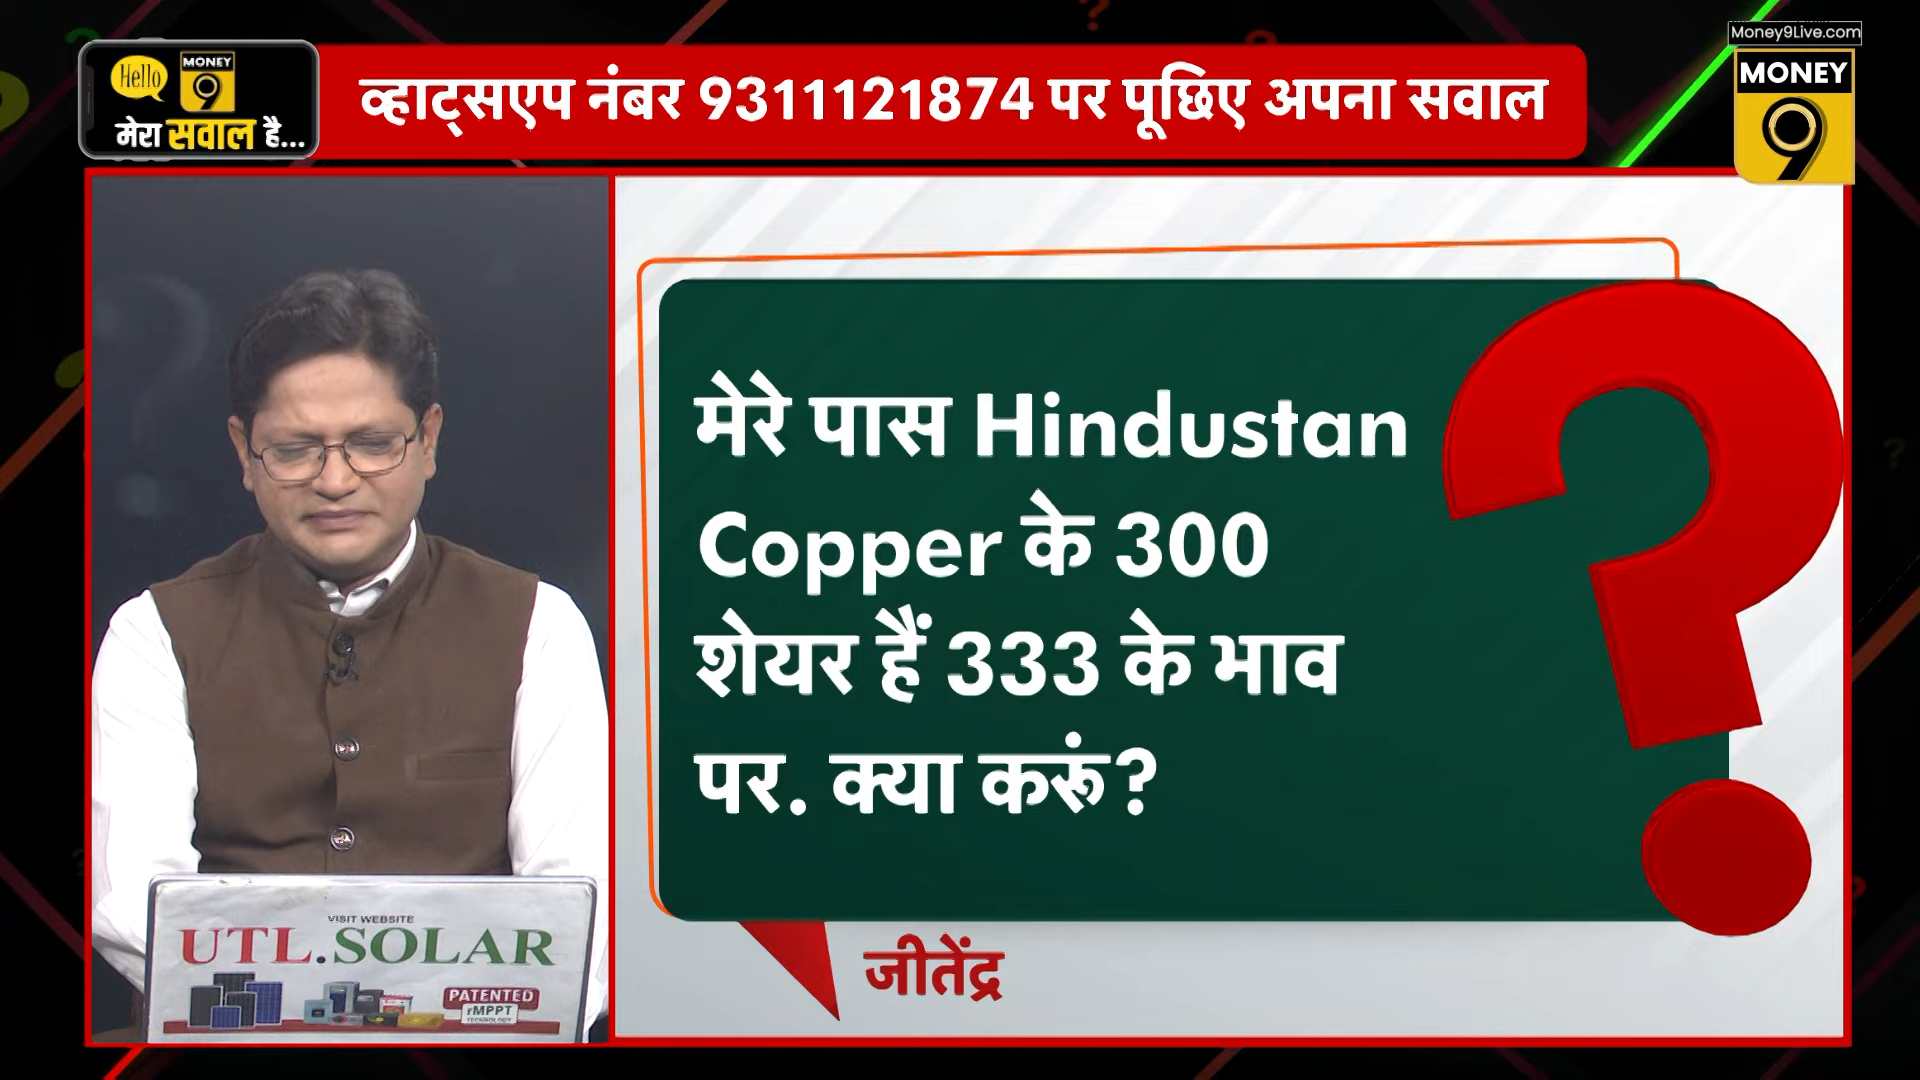 Money9Live.com
Hello
MONEY
9
मेरा सवाल है...
व्हाट्सएप नंबर 9311121874 पर पूछिए अपना सवाल
MONEY
9
मेरे पास Hindustan
Copper के 300
शेयर हैं 333 के भाव
पर. क्या करूं?
जीतेंद्र
VISIT WEBSITE
UTL.SOLAR
PATENTED
rMPPT
TECHNOLOGY